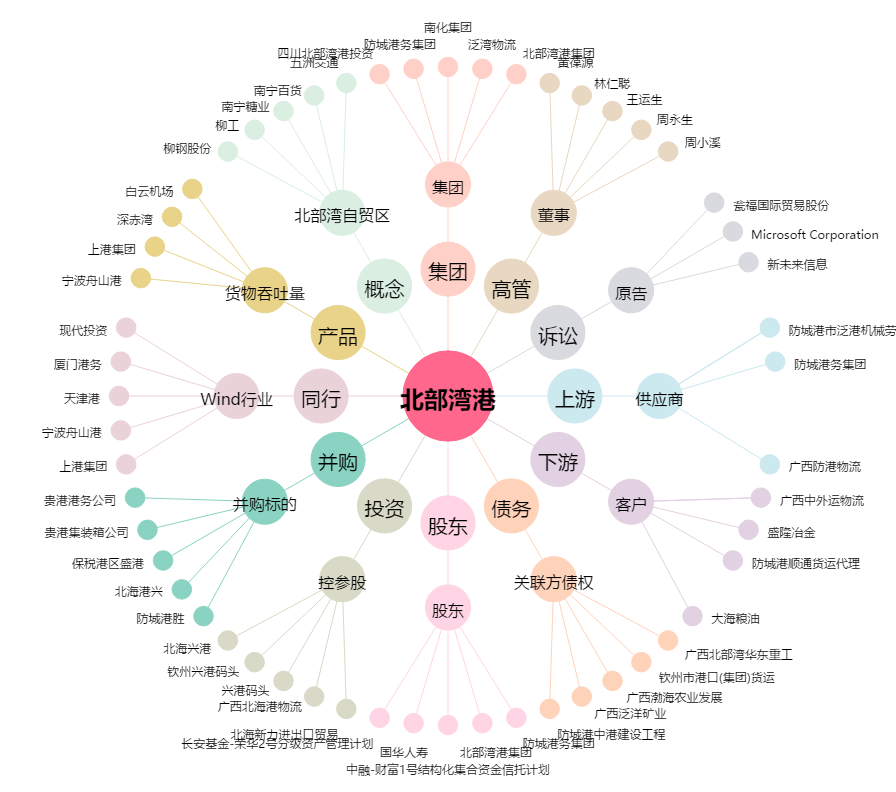 南化集团
防城港务集团
泛湾物流
四川北部湾港投资
北部湾港集团
五洲交通
黄葆源
南宁百货
林仁聪
南宁糖业
王运生
柳工
周永生
柳钢股份
周小溪
集团
白云机场
深赤湾
北部湾自贸区
董事
瓮福国际贸易股份
Microsoft Corporation
上港集团
新未来信息
宁波舟山港
货物吞吐量
概念
集团
高管
原告
现代投资
产品
诉讼
防城港市泛港机械劳
厦门港务
防城港务集团
天津港
Wind行业
同行
北部湾港
上游
供应商
宁波舟山港
上港集团
并购
下游
广西防港物流
贵港港务公司
并购标的
投资
股东
债务
客户
广西中外运物流
贵港集装箱公司
盛隆冶金
保税港区盛港
防城港顺通货运代理
北海港兴
控参股
股东
关联方债权
防城港胜
大海粮油
北海兴港
广西北部湾华东重工
钦州兴港码头
钦州市港口(集团)货运
兴港码头
广西渤海农业发展
广西北海港物流
广西泛洋矿业
北海新力进出口贸易
防城港中港建设工程
长安基金-荣华2号分级资产管理计划
防城港务集团
国华人寿
北部湾港集团
中融-财富1号结构化集合资金信托计划